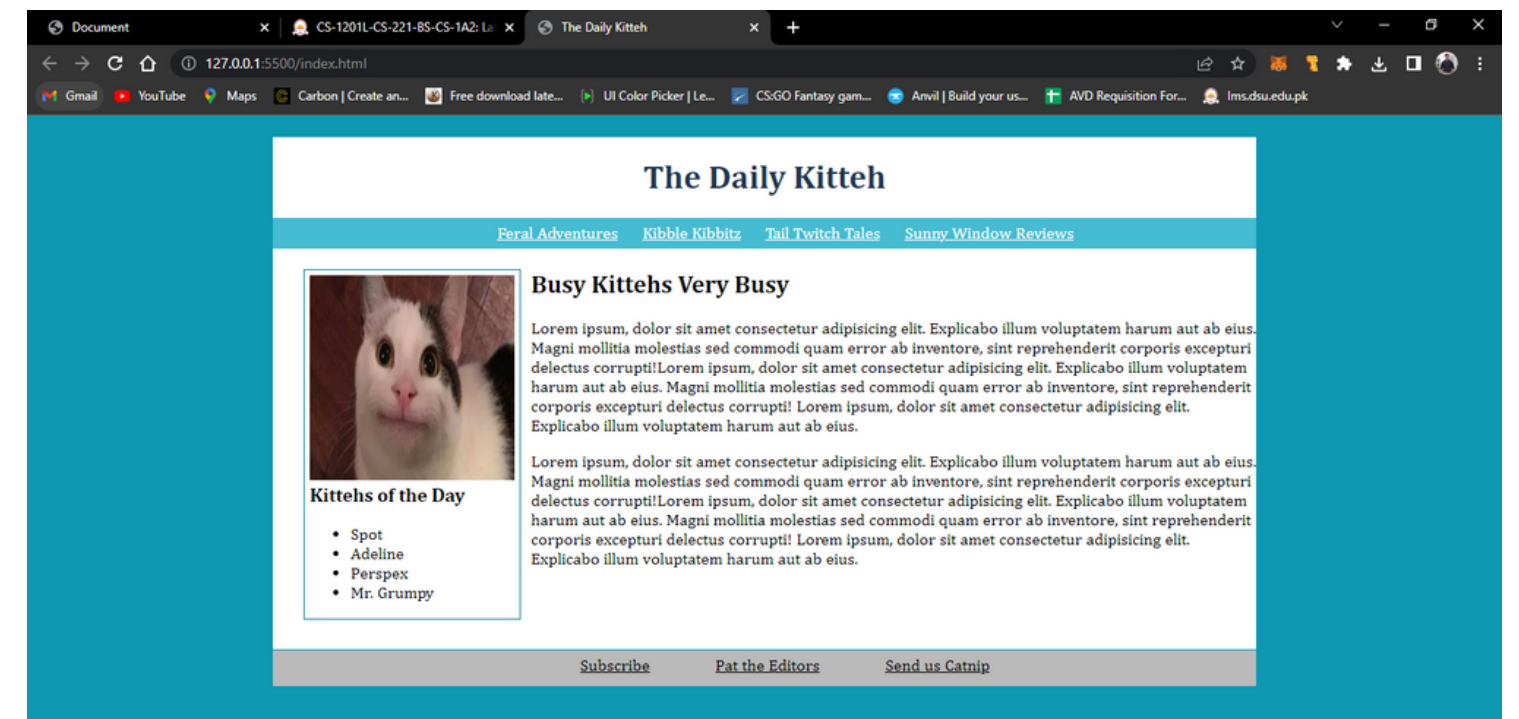 Document
CS-1201L-CS-221-BS-CS-1A2: La
The Daily Kitteh
127.0.0.1:5500/index.html
Gmail YouTube Maps Carbon | Create an... Free download late... UI Color Picker | Le... CS:GO Fantasy gam... Anvil | Build your us... AVD Requisition For... lms.dsu.edu.pk
The Daily Kitteh
Feral Adventures Kibble Kibbitz Tail Twitch Tales Sunny Window Reviews
Kittehs of the Day
Spot
Adeline
Perspex
Mr. Grumpy
Busy Kittehs Very Busy
Lorem ipsum, dolor sit amet consectetur adipisicing elit. Explicabo illum voluptatem harum aut ab eius.
Magni mollitia molestias sed commodi quam error ab inventore, sint reprehenderit corporis excepturi
delectus corrupti!Lorem ipsum, dolor sit amet consectetur adipisicing elit. Explicabo illum voluptatem
harum aut ab eius. Magni mollitia molestias sed commodi quam error ab inventore, sint reprehenderit
corporis excepturi delectus corrupti! Lorem ipsum, dolor sit amet consectetur adipisicing elit.
Explicabo illum voluptatem harum aut ab eius.
Lorem ipsum, dolor sit amet consectetur adipisicing elit. Explicabo illum voluptatem harum aut ab eius.
Magni mollitia molestias sed commodi quam error ab inventore, sint reprehenderit corporis excepturi
delectus corrupti!Lorem ipsum, dolor sit amet consectetur adipisicing elit. Explicabo illum voluptatem
harum aut ab eius. Magni mollitia molestias sed commodi quam error ab inventore, sint reprehenderit
corporis excepturi delectus corrupti! Lorem ipsum, dolor sit amet consectetur adipisicing elit.
Explicabo illum voluptatem harum aut ab eius.
Subscribe Pat the Editors Send us Catnip